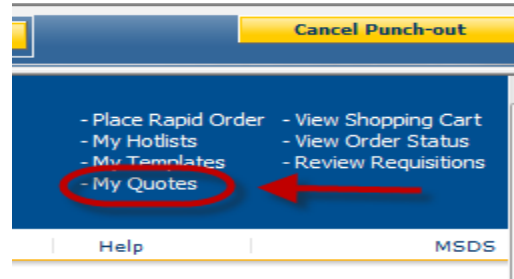 Cancel Punch-out
- Place Rapid Order - View Shopping Cart
- My Hotlists - View Order Status
- My Templates - Review Requisitions
- My Quotes
Help MSDS